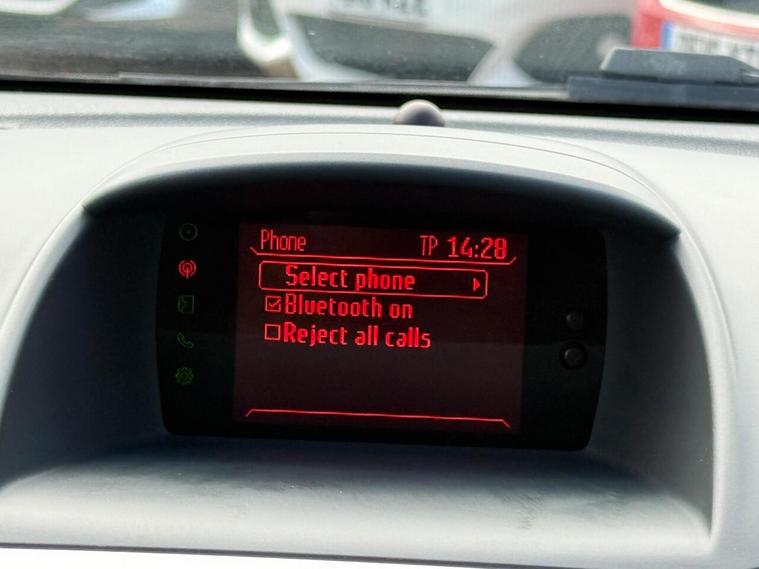 Phone TP 14:28
Select phone
Bluetooth on
Reject all calls